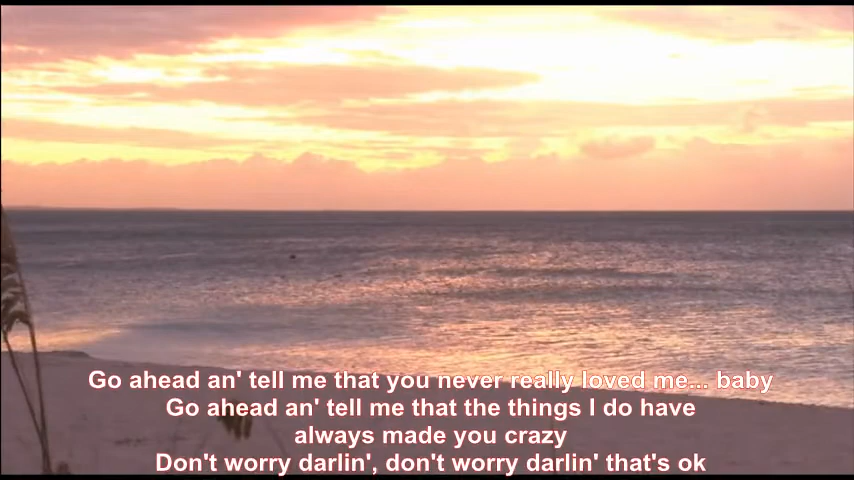 Go ahead an' tell me that you never really loved me... baby
Go ahead an' tell me that the things I do have
always made you crazy
Don't worry darlin', don't worry darlin' that's ok